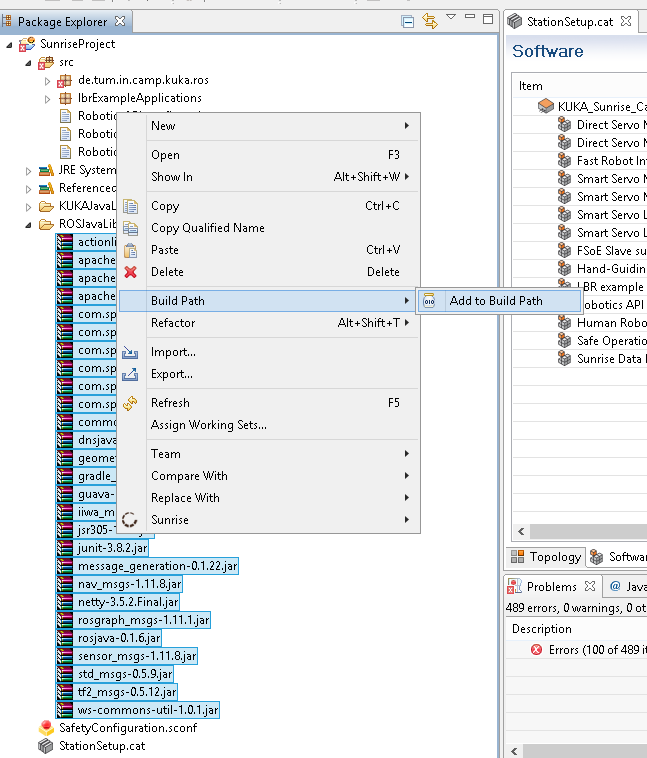 Package Explorer
SunriseProject
src
de.tum.in.camp.kuka.ros
lbrExampleApplications
Robotic
Robotic
Robotic
JRE System
Referenced
KUKAJavaL
ROSJavaLib
actionli
apache
apache
apache
com.sp
com.sp
com.sp
com.sp
com.sp
com.sp
commo
dnsjava
geomet
gradle_
guava-
iiwa_m
jsr305-
junit-3.8.2.jar
message_generation-0.1.22.jar
nav_msgs-1.11.8.jar
netty-3.5.2.Final.jar
rosgraph_msgs-1.11.1.jar
rosjava-0.1.6.jar
sensor_msgs-1.11.8.jar
std_msgs-0.5.9.jar
tf2_msgs-0.5.12.jar
ws-commons-util-1.0.1.jar
SafetyConfiguration.sconf
StationSetup.cat
New
Open F3
Show In Alt+Shift+W
Copy Ctrl+C
Copy Qualified Name
Paste Ctrl+V
Delete Delete
Build Path
Refactor Alt+Shift+T
Import...
Export...
Refresh F5
Assign Working Sets...
Team
Compare With
Replace With
Sunrise
Add to Build Path
StationSetup.cat
Software
Item
KUKA_Sunrise_Ca
Direct Servo M
Direct Servo M
Fast Robot Int
Smart Servo M
Smart Servo M
Smart Servo L
Smart Servo L
FSoE Slave su
Hand-Guidin
LBR example
obotics API
Human Robo
Safe Operatio
Sunrise Data
Topology
Softwar
Problems
@ Java
489 errors, 0 warnings, 0 ot
Description
Errors (100 of 489 it